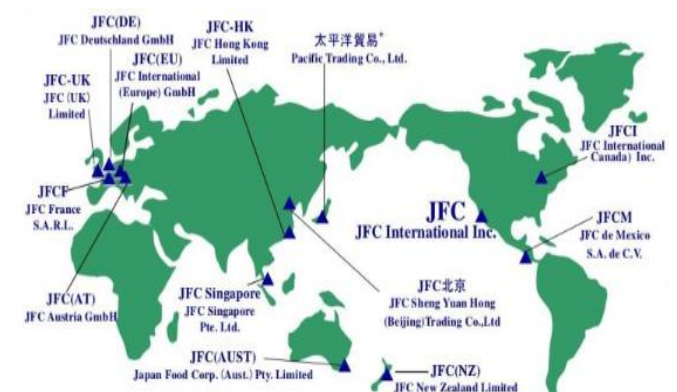 JFC(DE)
JFC Deutschland GmbH
JFC-HK
JFC Hong Kong
Limited
太平洋貿易*
Pacific Trading Co., Ltd.
JFC(EU)
JFC International
(Europe) GmbH
JFC-UK
JFC (UK)
Limited
JFCI
JFC International
Canada) Inc.
JFCF
JFC France
S.A.R.L.
JFC
JFC International Inc.
JFCM
JFC de Mexico
S.A. de C.V.
JFC(AT)
JFC Austria GmbH
JFC Singapore
JFC Singapore
Pte. Ltd.
JFC北京
JFC Sheng Yuan Hong
(Beijing)Trading Co.,Ltd
JFC(AUST)
Japan Food Corp. (Aust.) Pty. Limited
JFC(NZ)
JFC New Zealand Limited